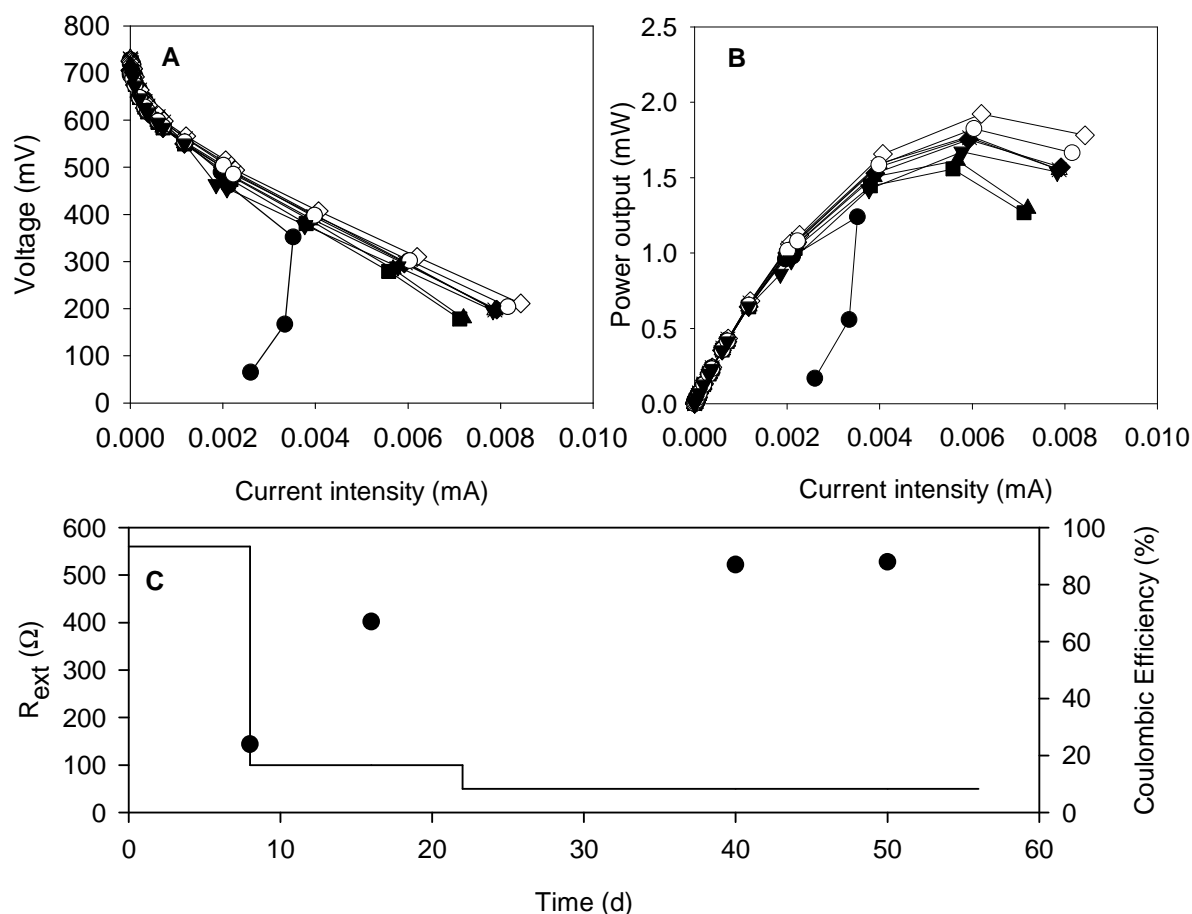 A
Voltage (mV)
800
700
600
500
400
300
200
100
0
0.000 0.002 0.004 0.006 0.008 0.010
Current intensity (mA)
B
Power output (mW)
2.5
2.0
1.5
1.0
0.5
0.0
0.000 0.002 0.004 0.006 0.008 0.010
Current intensity (mA)
C
Rext (Ω)
600
500
400
300
200
100
0
0 10 20 30 40 50 60
Time (d)
100
80
60
40
20
0
Coulombic Efficiency (%)